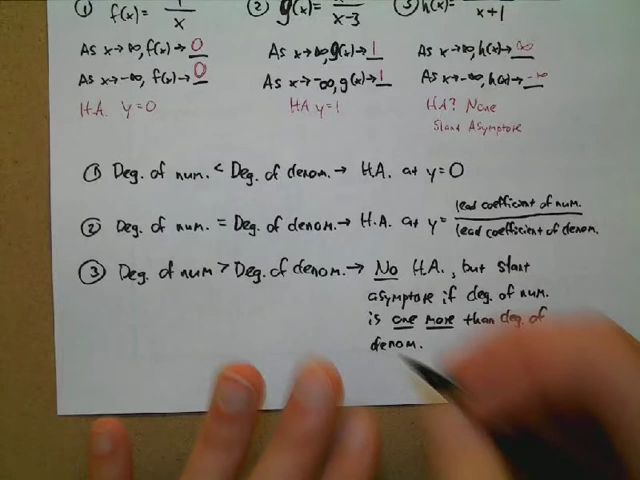 ① f(x) = 1/x ② g(x) = /x-3 ③ h(x) = /x+1
As x→∞, f(x)→ 0 As x→∞, g(x)→ 1 As x→∞, h(x)→ ∞
As x→-∞, f(x)→ 0 As x→-∞, g(x)→ 1 As x→-∞, h(x)→ -∞
H.A. y=0 HA y=1 HA? None
Slant Asymptote
① Deg. of num. < Deg. of denom. → H.A. at y=0
② Deg. of num. = Deg. of denom. → H.A. at y= lead coefficient of num. / lead coefficient of denom.
③ Deg of num > Deg. of denom. → No H.A., but slant
asymptote if deg. of num.
is one more than deg. of
denom.